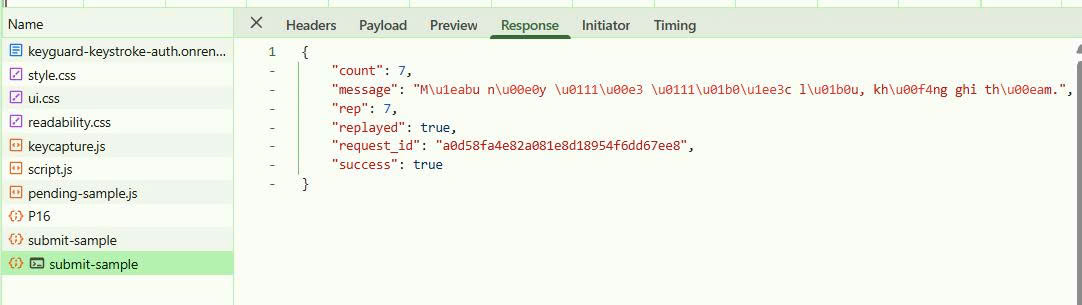 Name
Headers Payload Preview Response Initiator Timing
keyguard-keystroke-auth.onren...
style.css
ui.css
readability.css
keycapture.js
script.js
pending-sample.js
P16
submit-sample
submit-sample
1 {
- "count": 7,
- "message": "M\u1eabu n\u00e0y \u0111\u00e3 \u0111\u01b0\u1ee3c l\u01b0u, kh\u00f4ng ghi th\u00eam.",
- "rep": 7,
- "replayed": true,
- "request_id": "a0d58fa4e82a081e8d18954f6dd67ee8",
- "success": true
- }